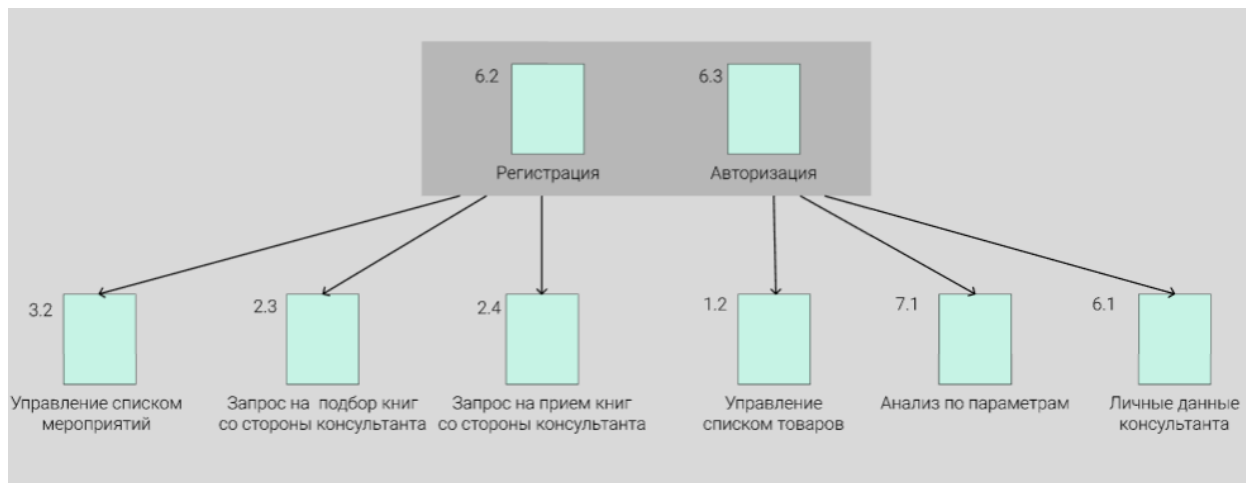 6.2
6.3
Регистрация
Авторизация
3.2
2.3
2.4
1.2
7.1
6.1
Управление списком
мероприятий
Запрос на подбор книг
со стороны консультанта
Запрос на прием книг
со стороны консультанта
Управление
списком товаров
Анализ по параметрам
Личные данные
консультанта